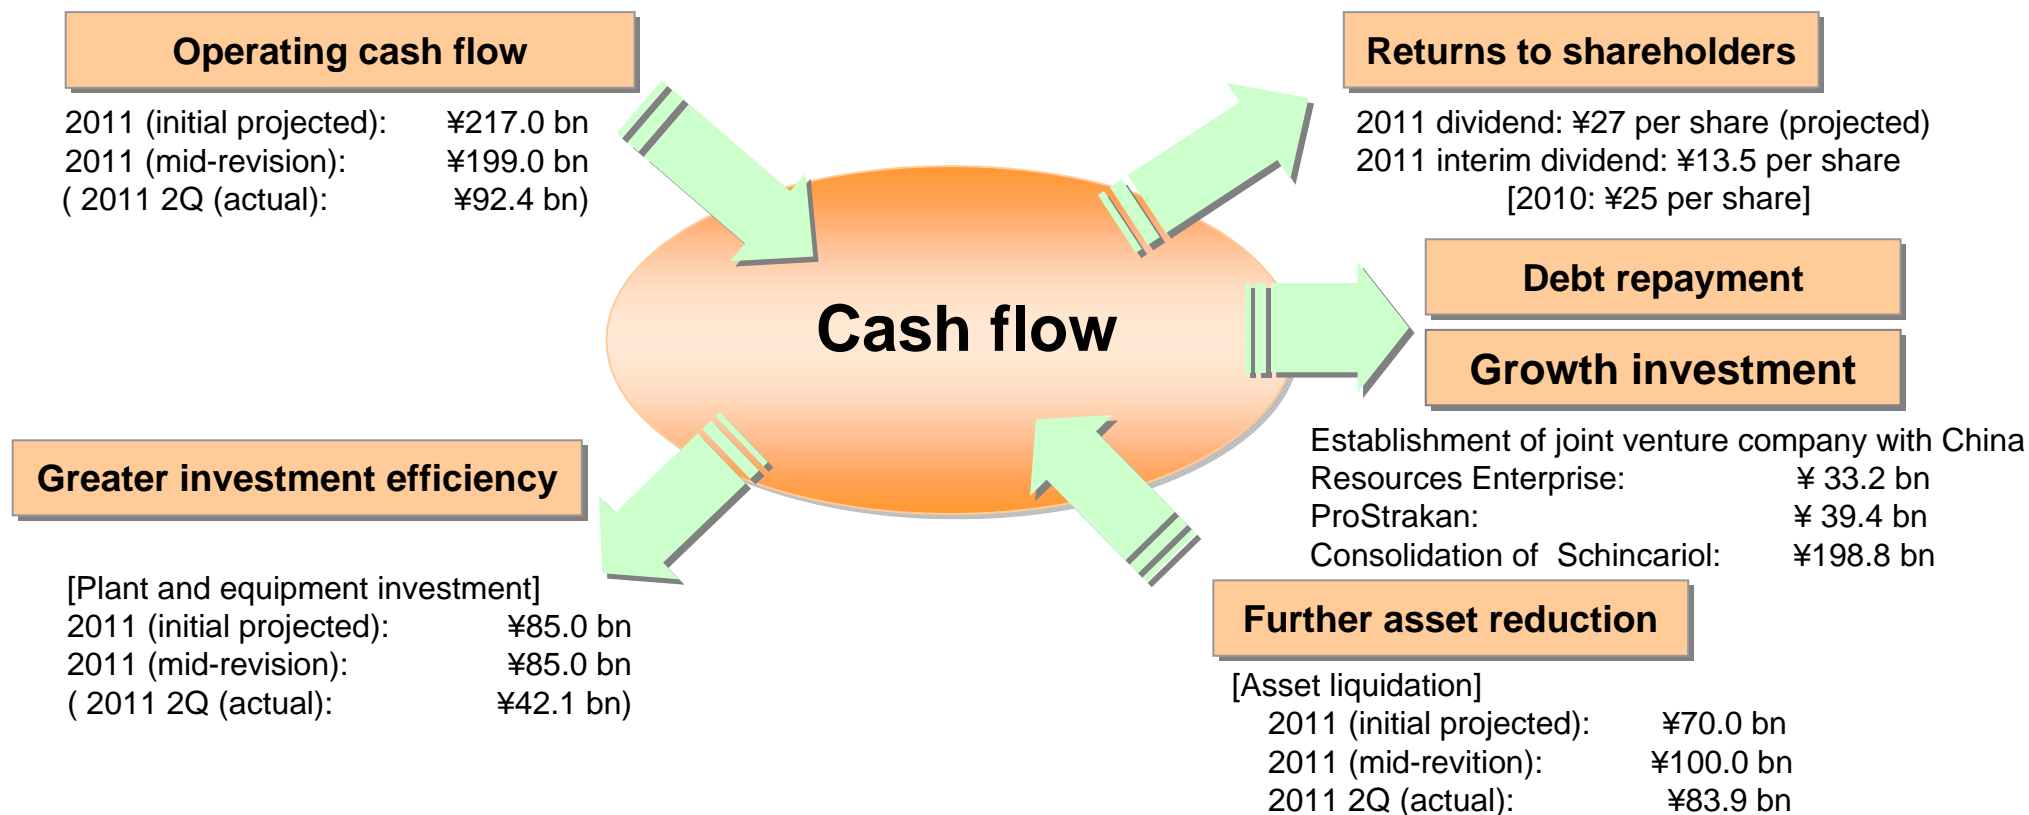 Operating cash flow
2011 (initial projected): ¥217.0 bn
2011 (mid-revision): ¥199.0 bn
( 2011 2Q (actual): ¥92.4 bn)
Returns to shareholders
2011 dividend: ¥27 per share (projected)
2011 interim dividend: ¥13.5 per share
[2010: ¥25 per share]
Cash flow
Debt repayment
Growth investment
Establishment of joint venture company with China
Resources Enterprise: ¥ 33.2 bn
ProStrakan: ¥ 39.4 bn
Consolidation of Schincariol: ¥198.8 bn
Greater investment efficiency
[Plant and equipment investment]
2011 (initial projected): ¥85.0 bn
2011 (mid-revision): ¥85.0 bn
( 2011 2Q (actual): ¥42.1 bn)
Further asset reduction
[Asset liquidation]
2011 (initial projected): ¥70.0 bn
2011 (mid-revition): ¥100.0 bn
2011 2Q (actual): ¥83.9 bn